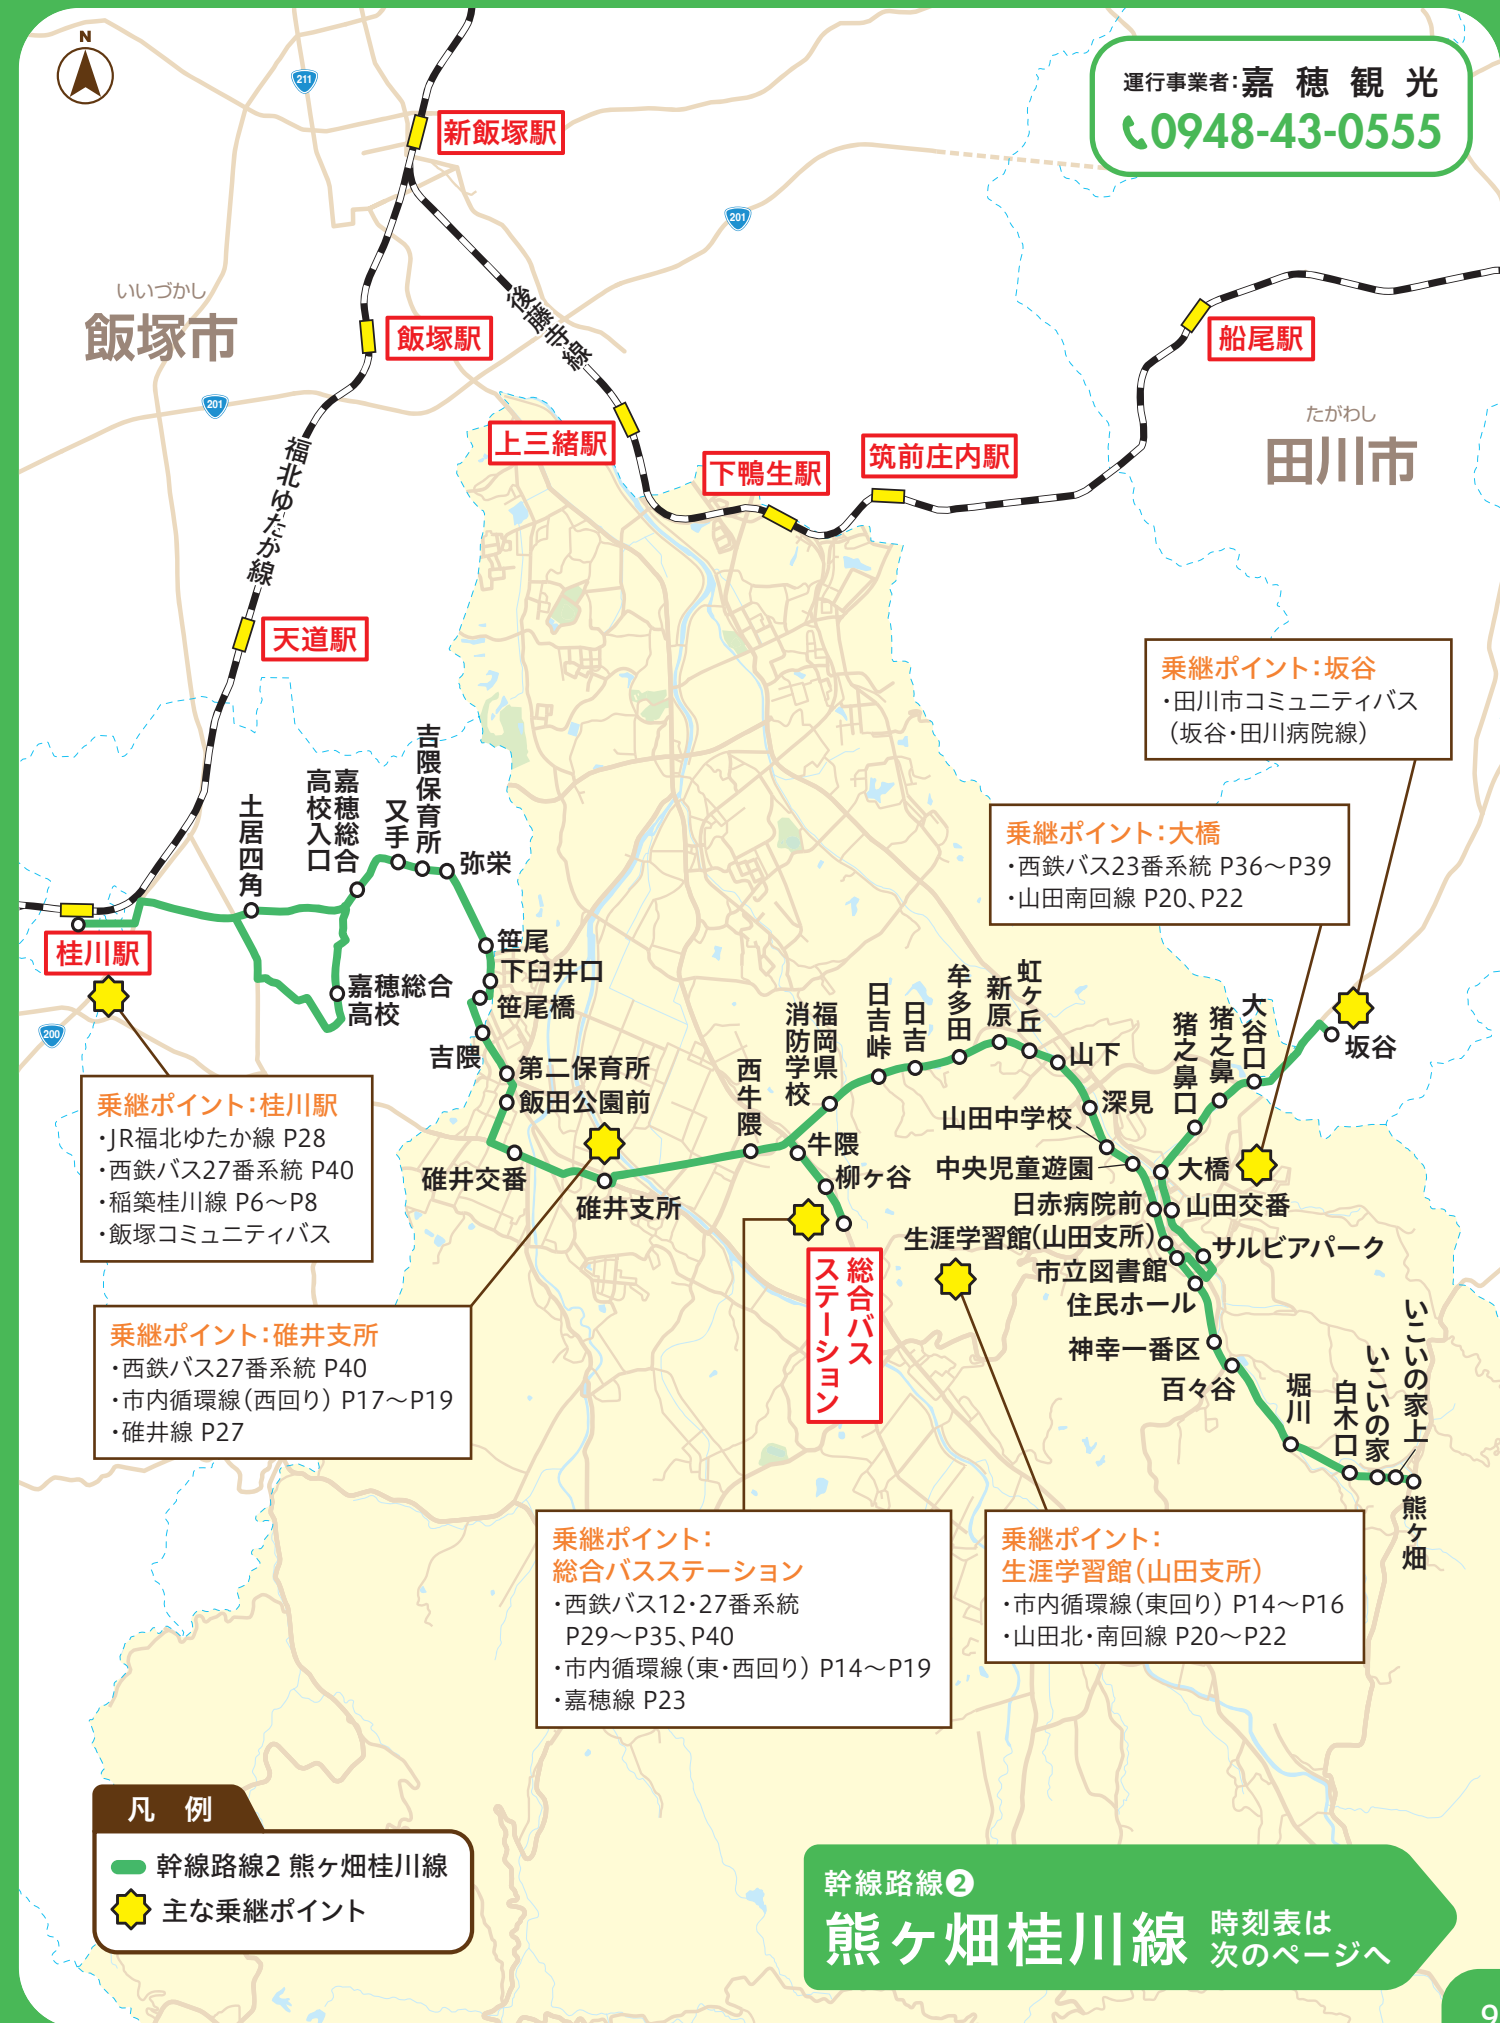 N
運行事業者：嘉穂観光
0948-43-0555
211
新飯塚駅
201
いいづかし
飯塚市
飯塚駅
後藤寺線
船尾駅
201
たがわし
田川市
上三緒駅
下鴨生駅
筑前庄内駅
福北ゆたか線
天道駅
乗継ポイント：坂谷
・田川市コミュニティバス
（坂谷・田川病院線）
土居四角
嘉穂総合
高校入口
又手
吉隈保育所
弥栄
乗継ポイント：大橋
・西鉄バス23番系統 P36～P39
・山田南回線 P20、P22
桂川駅
笹尾
下臼井口
笹尾橋
嘉穂総合
高校
200
吉隈
第二保育所
飯田公園前
碓井交番
碓井支所
西牛隈
福岡県
消防学校
日吉峠
日吉
牟多田
新原
虹ヶ丘
山下
深見
山田中学校
中央児童遊園
猪之鼻口
猪之鼻
大谷口
坂谷
牛隈
柳ヶ谷
総合バス
ステーション
大橋
日赤病院前
山田交番
生涯学習館(山田支所)
サルビアパーク
市立図書館
住民ホール
神幸一番区
百々谷
堀川
白木口
いこいの家
いこいの家上
熊ヶ畑
乗継ポイント：桂川駅
・JR福北ゆたか線 P28
・西鉄バス27番系統 P40
・稲築桂川線 P6～P8
・飯塚コミュニティバス
乗継ポイント：碓井支所
・西鉄バス27番系統 P40
・市内循環線（西回り） P17～P19
・碓井線 P27
乗継ポイント：
総合バスステーション
・西鉄バス12・27番系統
P29～P35、P40
・市内循環線（東・西回り） P14～P19
・嘉穂線 P23
乗継ポイント：
生涯学習館（山田支所）
・市内循環線（東回り） P14～P16
・山田北・南回線 P20～P22
凡例
幹線路線2 熊ヶ畑桂川線
主な乗継ポイント
幹線路線❷
熊ヶ畑桂川線
時刻表は
次のページへ
9